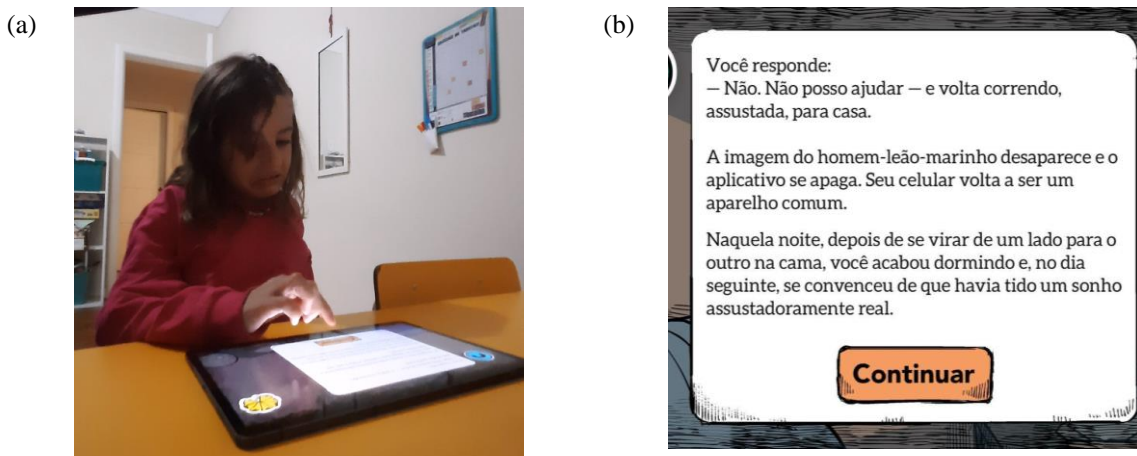 (a)
(b)
Você responde:
— Não. Não posso ajudar — e volta correndo,
assustada, para casa.
A imagem do homem-leão-marinho desaparece e o
aplicativo se apaga. Seu celular volta a ser um
aparelho comum.
Naquela noite, depois de se virar de um lado para o
outro na cama, você acabou dormindo e, no dia
seguinte, se convenceu de que havia tido um sonho
assustadoramente real.
Continuar